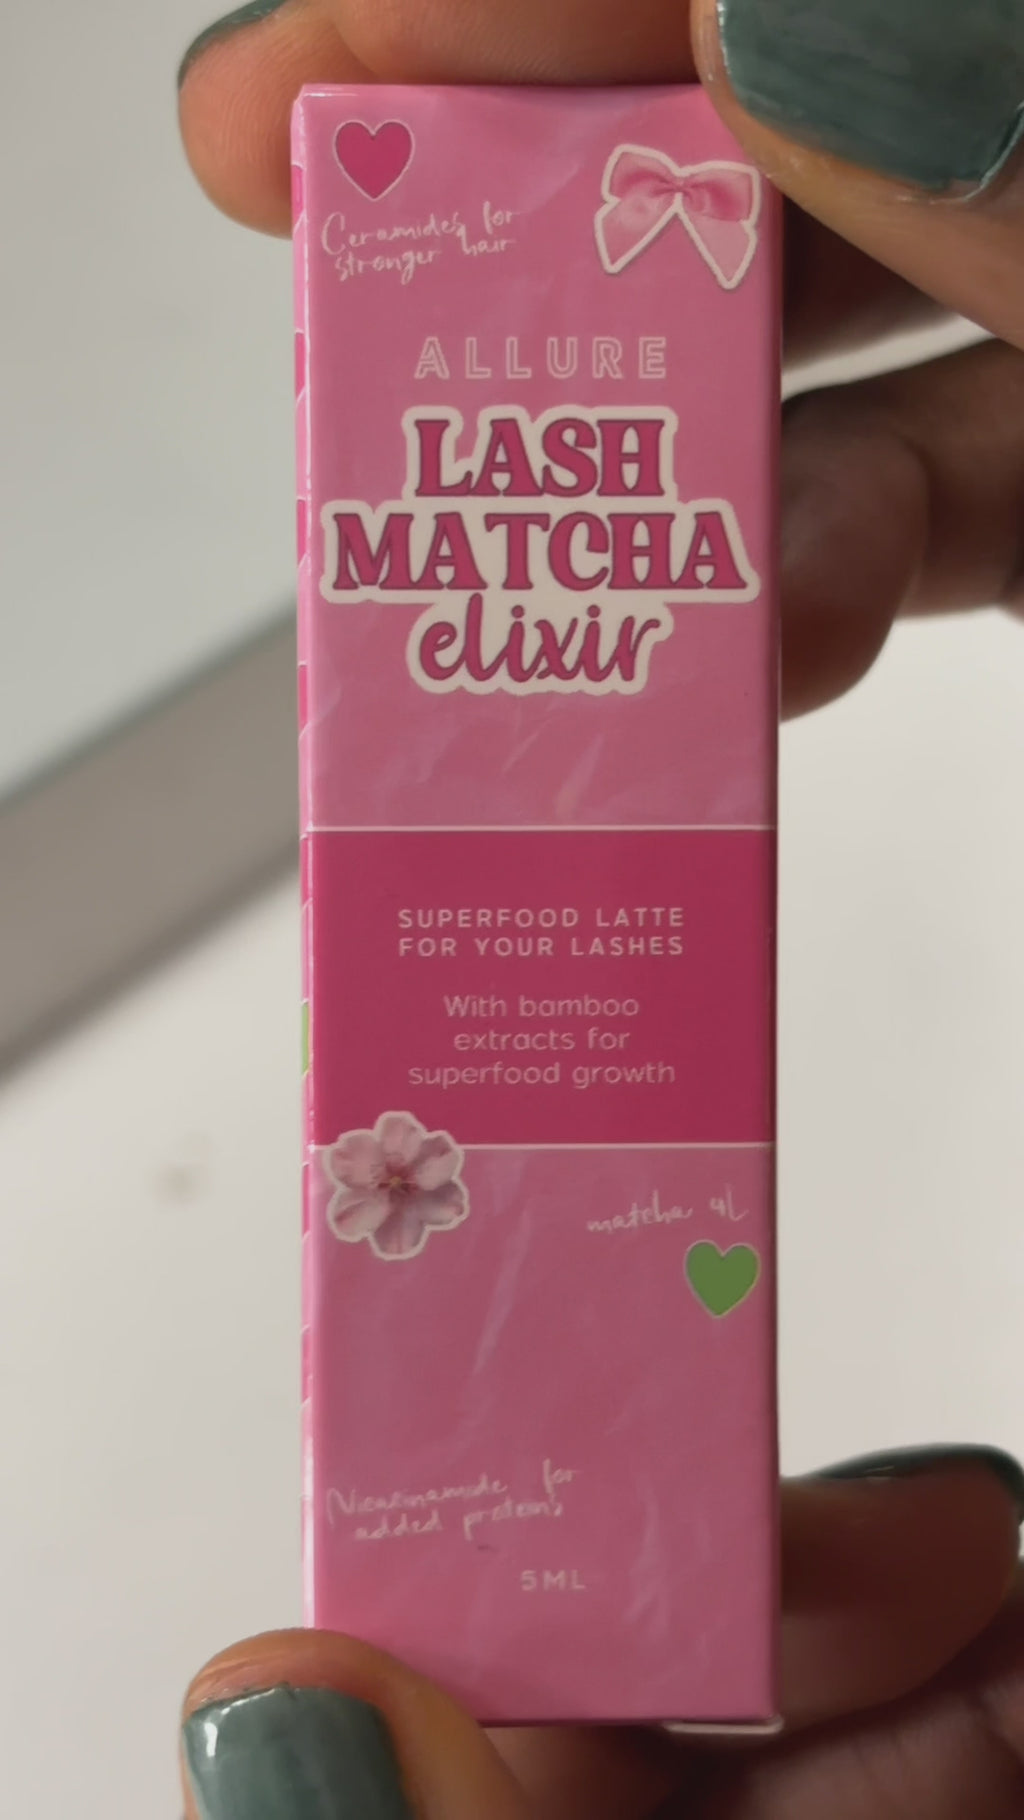 Ceramides for
stronger hair
ALLURE
LASH
MATCHA
elixir
SUPERFOOD LATTE
FOR YOUR LASHES
With bamboo
extracts for
superfood growth
matcha 4L
Niacinamide for
added proteins
5ML